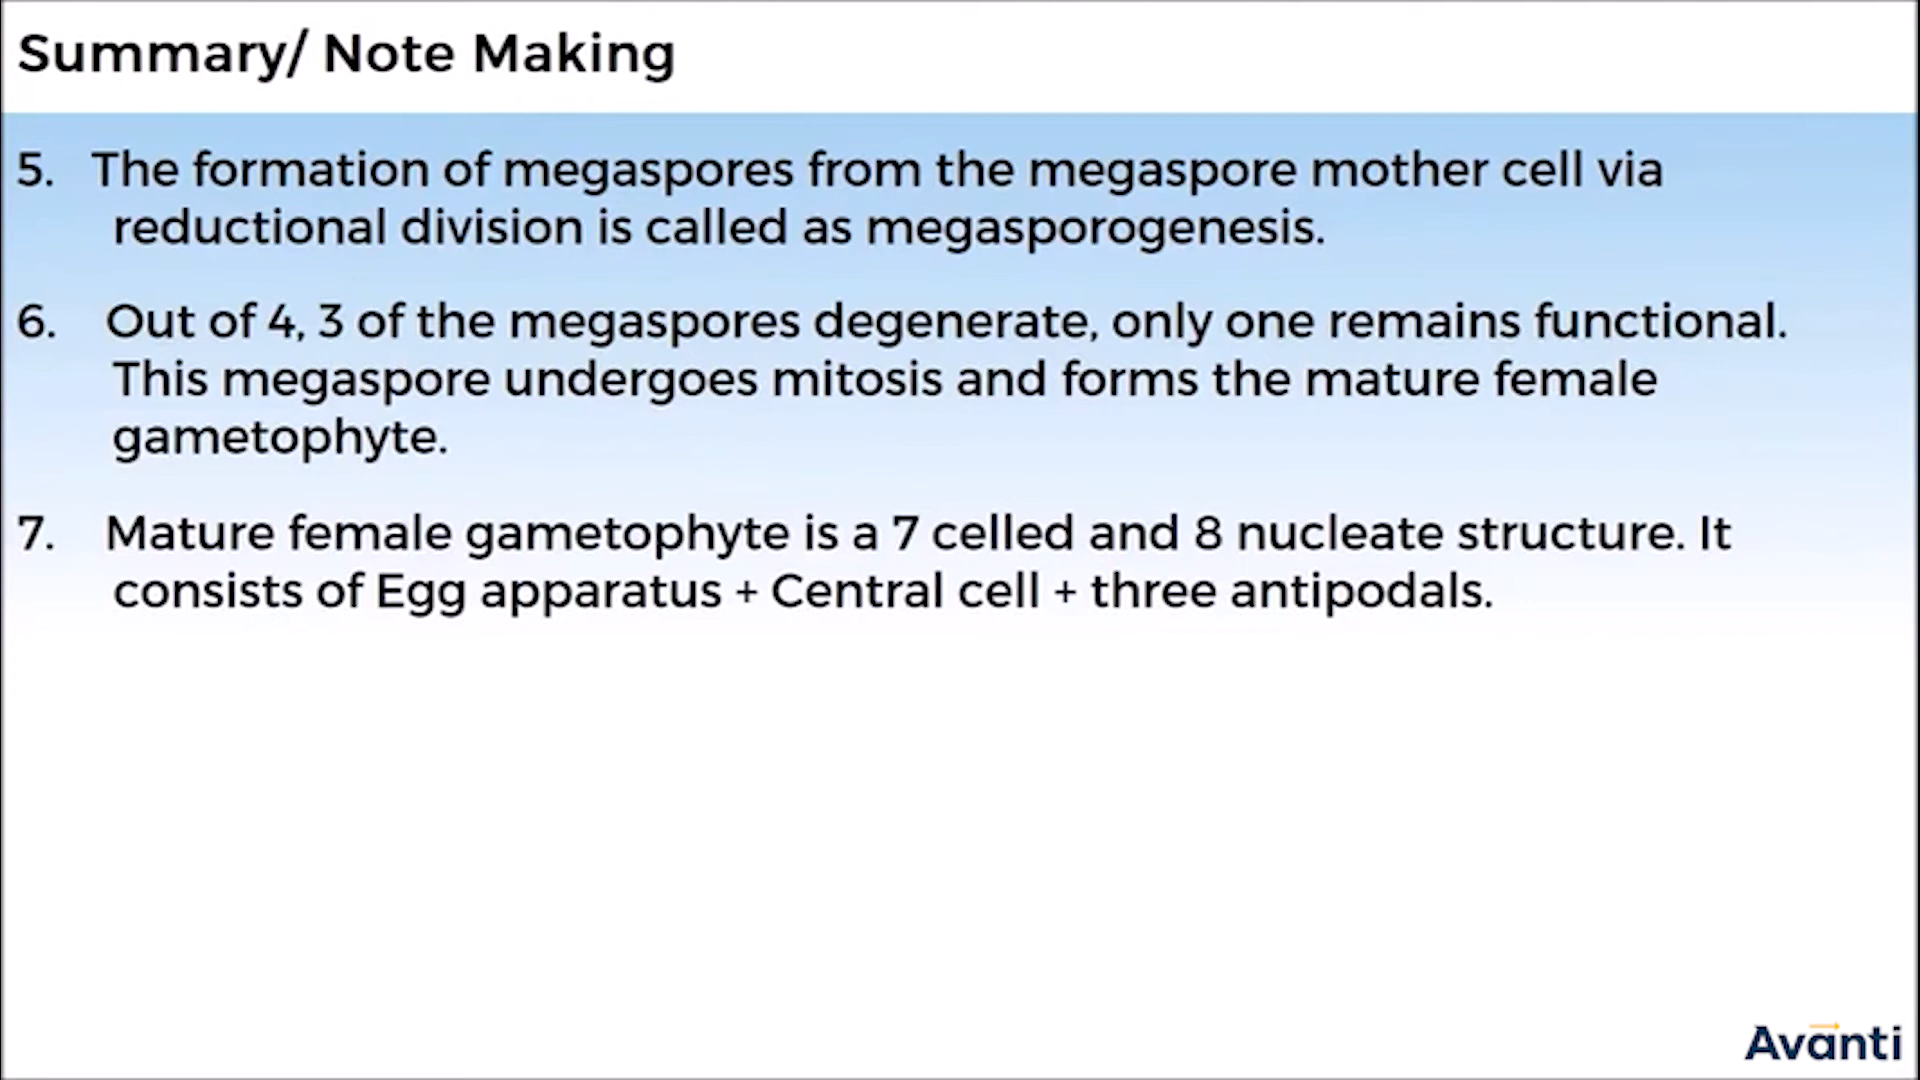 Summary/ Note Making
5. The formation of megaspores from the megaspore mother cell via
reductional division is called as megasporogenesis.
6. Out of 4, 3 of the megaspores degenerate, only one remains functional.
This megaspore undergoes mitosis and forms the mature female
gametophyte.
7. Mature female gametophyte is a 7 celled and 8 nucleate structure. It
consists of Egg apparatus + Central cell + three antipodals.
Avanti